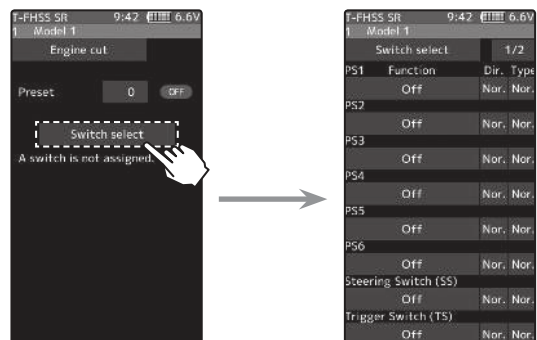 T-FHSS SR 9:42 6.6V
1 Model 1
Engine cut
Preset 0 OFF
Switch select
A switch is not assigned.
T-FHSS SR 9:42 6.6V
1 Model 1
Switch select 1/2
PS1 Function Dir. Type
Off Nor. Nor.
PS2
Off Nor. Nor.
PS3
Off Nor. Nor.
PS4
Off Nor. Nor.
PS5
Off Nor. Nor.
PS6
Off Nor. Nor.
Steering Switch (SS)
Off Nor. Nor.
Trigger Switch (TS)
Off Nor. Nor.